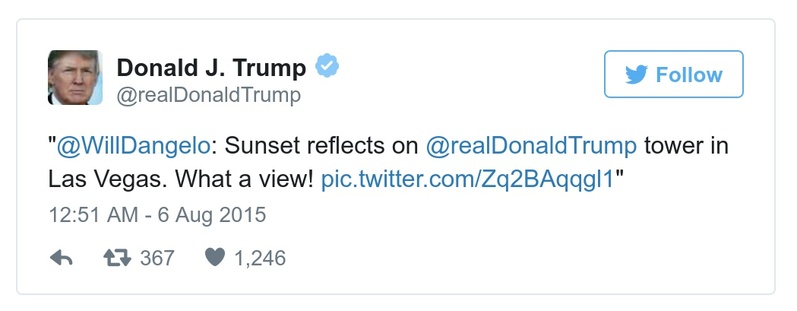 Donald J. Trump
@realDonaldTrump
Follow
"@WillDangelo: Sunset reflects on @realDonaldTrump tower in
Las Vegas. What a view! pic.twitter.com/Zq2BAqqgl1"
12:51 AM - 6 Aug 2015
367 1,246